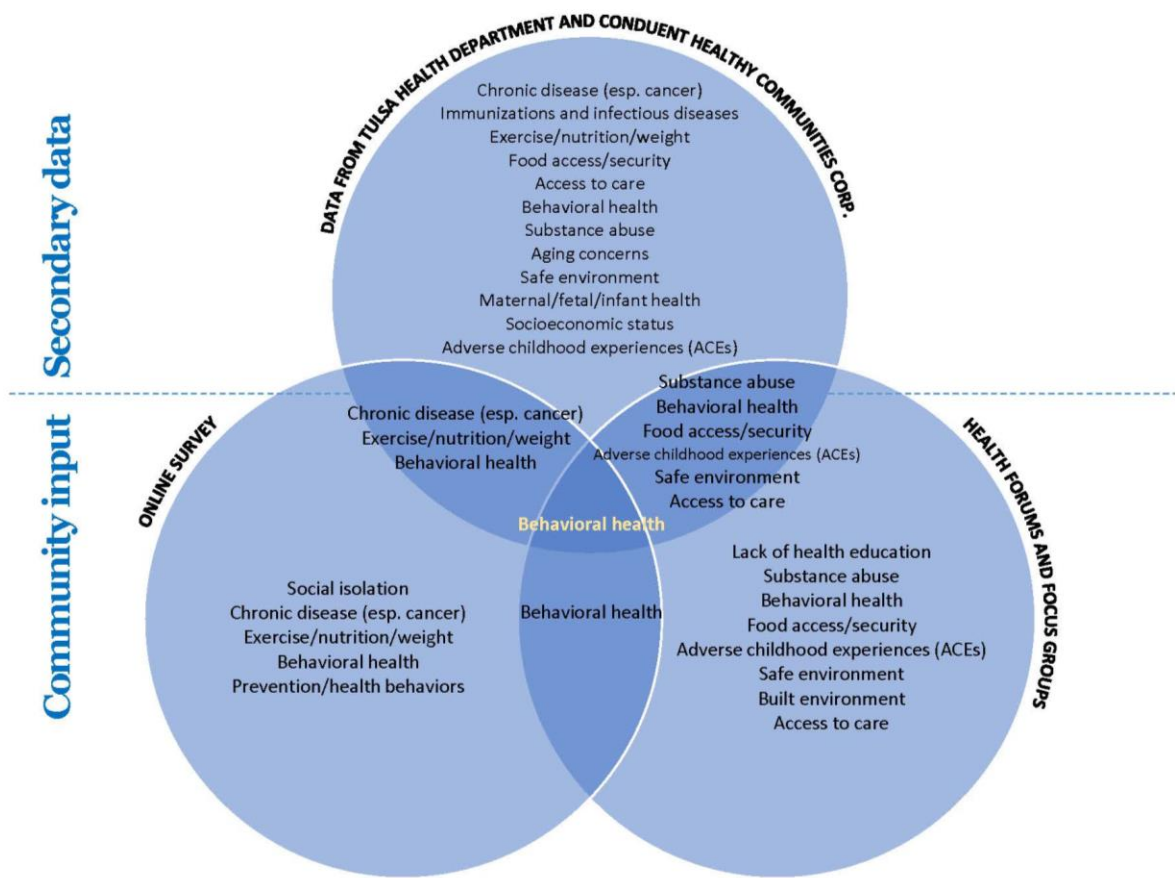 DATA FROM TULSA HEALTH DEPARTMENT AND CONDUENT HEALTHY COMMUNITIES CORP.
Secondary data
Chronic disease (esp. cancer)
Immunizations and infectious diseases
Exercise/nutrition/weight
Food access/security
Access to care
Behavioral health
Substance abuse
Aging concerns
Safe environment
Maternal/fetal/infant health
Socioeconomic status
Adverse childhood experiences (ACEs)
Community input
ONLINE SURVEY
Chronic disease (esp. cancer)
Exercise/nutrition/weight
Behavioral health
Substance abuse
Behavioral health
Food access/security
Adverse childhood experiences (ACEs)
Safe environment
Access to care
HEALTH FORUMS AND FOCUS GROUPS
Behavioral health
Behavioral health
Social isolation
Chronic disease (esp. cancer)
Exercise/nutrition/weight
Behavioral health
Prevention/health behaviors
Lack of health education
Substance abuse
Behavioral health
Food access/security
Adverse childhood experiences (ACEs)
Safe environment
Built environment
Access to care